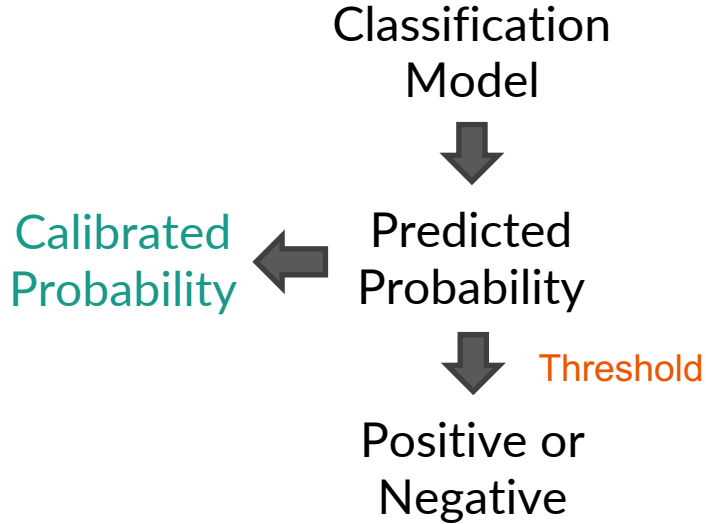 Classification
Model
Calibrated
Probability
Predicted
Probability
Threshold
Positive or
Negative